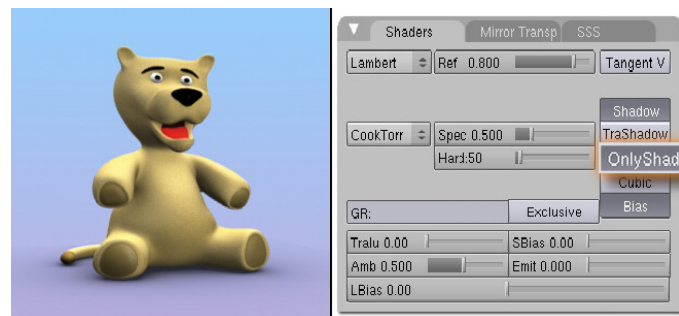 Shaders Mirror Transp SSS
Lambert Ref 0.800 Tangent V
Shadow
CookTorr Spec 0.500 TraShadow
Hard:50 OnlyShad
Cubic
GR: Exclusive Bias
Tralu 0.00 SBias 0.00
Amb 0.500 Emit 0.000
LBias 0.00